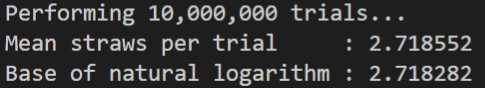 Performing 10,000,000 trials...
Mean straws per trial     : 2.718552
Base of natural logarithm : 2.718282